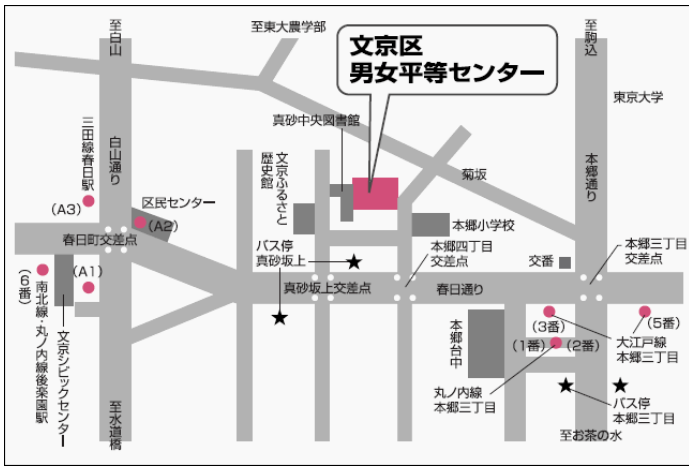 至白山
至東大農学部
文京区
男女平等センター
至駒込
東京大学
白山通り
三田線春日駅
真砂中央図書館
文京ふるさと
歴史館
菊坂
本郷通り
(A3)
区民センター
(A2)
本郷小学校
春日町交差点
バス停
真砂坂上
本郷四丁目
交差点
交番
本郷三丁目
交差点
(6番)
(A1)
真砂坂上交差点
春日通り
南北線・丸ノ内線後楽園駅
文京シビックセンター
本郷台中
(3番)
(5番)
(1番)
(2番)
大江戸線
本郷三丁目
丸ノ内線
本郷三丁目
バス停
本郷三丁目
至水道橋
至お茶の水